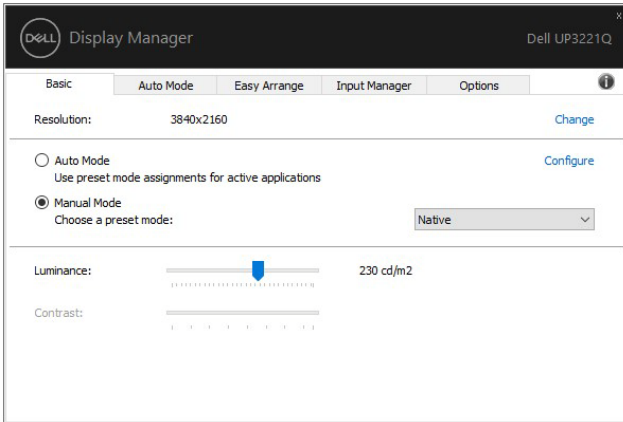 DELL Display Manager
Dell UP3221Q
x
Basic Auto Mode Easy Arrange Input Manager Options
Resolution: 3840x2160 Change
Auto Mode Configure
Use preset mode assignments for active applications
Manual Mode
Choose a preset mode: Native
Luminance: 230 cd/m2
Contrast: